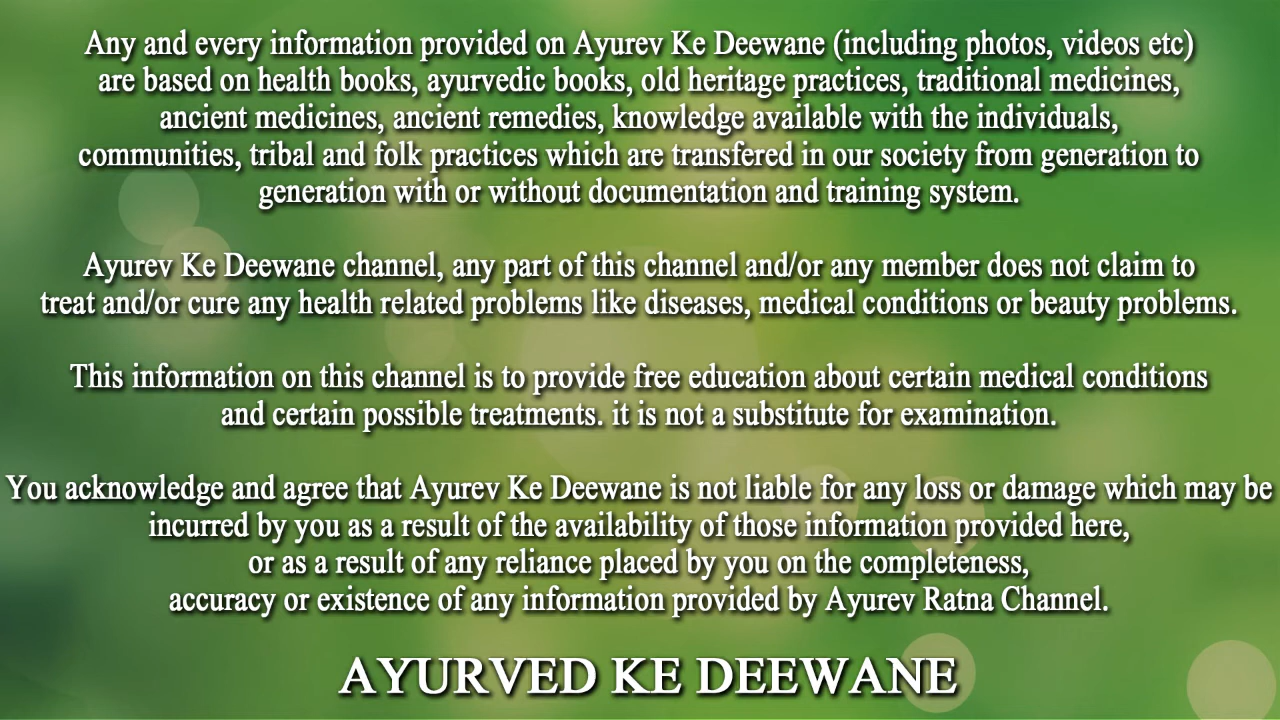 Any and every information provided on Ayurev Ke Deewane (including photos, videos etc)
are based on health books, ayurvedic books, old heritage practices, traditional medicines,
ancient medicines, ancient remedies, knowledge available with the individuals,
communities, tribal and folk practices which are transfered in our society from generation to
generation with or without documentation and training system.
Ayurev Ke Deewane channel, any part of this channel and/or any member does not claim to
treat and/or cure any health related problems like diseases, medical conditions or beauty problems.
This information on this channel is to provide free education about certain medical conditions
and certain possible treatments. it is not a substitute for examination.
You acknowledge and agree that Ayurev Ke Deewane is not liable for any loss or damage which may be
incurred by you as a result of the availability of those information provided here,
or as a result of any reliance placed by you on the completeness,
accuracy or existence of any information provided by Ayurev Ratna Channel.
AYURVED KE DEEWANE